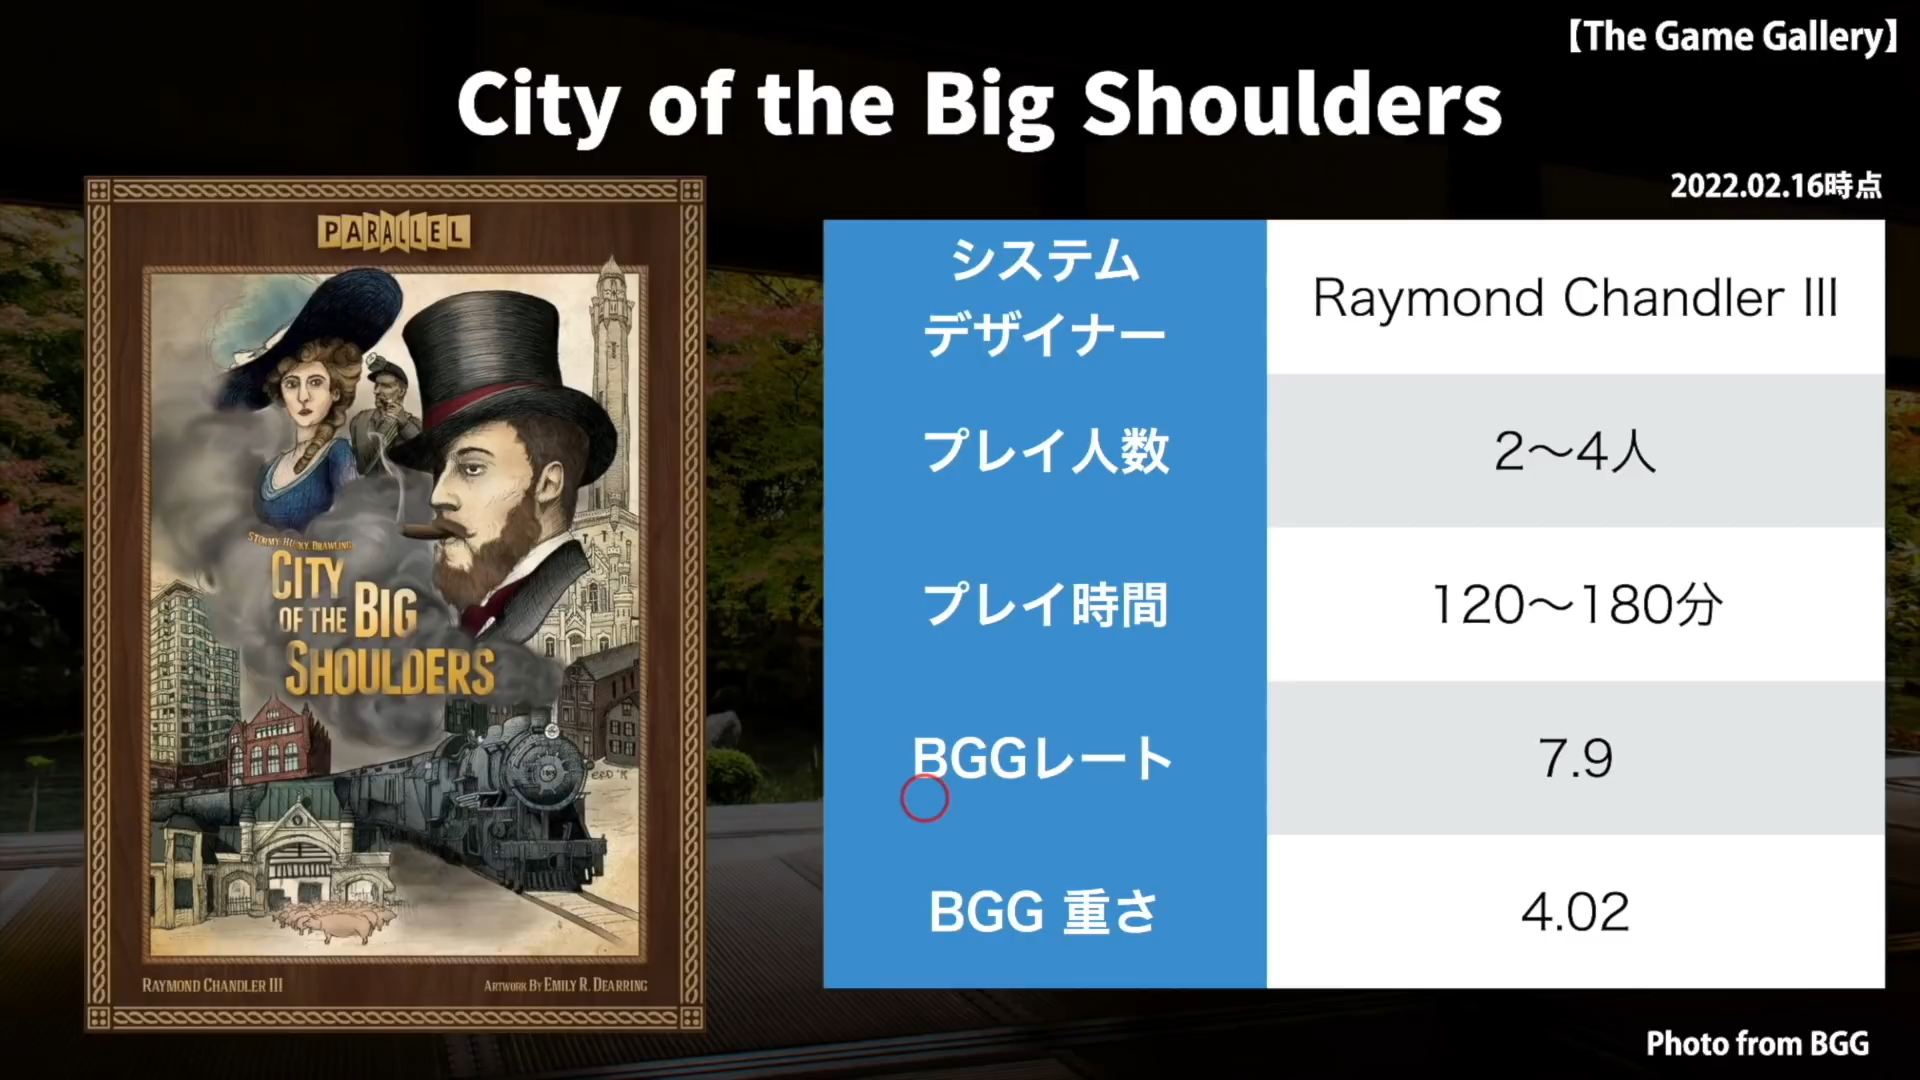 【The Game Gallery】
City of the Big Shoulders
2022.02.16時点
PARALLEL
STORMY, HUSKY, BRAWLING
CITY
OF THE BIG
SHOULDERS
RAYMOND CHANDLER III
ARTWORK BY EMILY R. DEARRING
システム
デザイナー
Raymond Chandler III
プレイ人数
2〜4人
プレイ時間
120〜180分
BGGレート
7.9
BGG 重さ
4.02
Photo from BGG